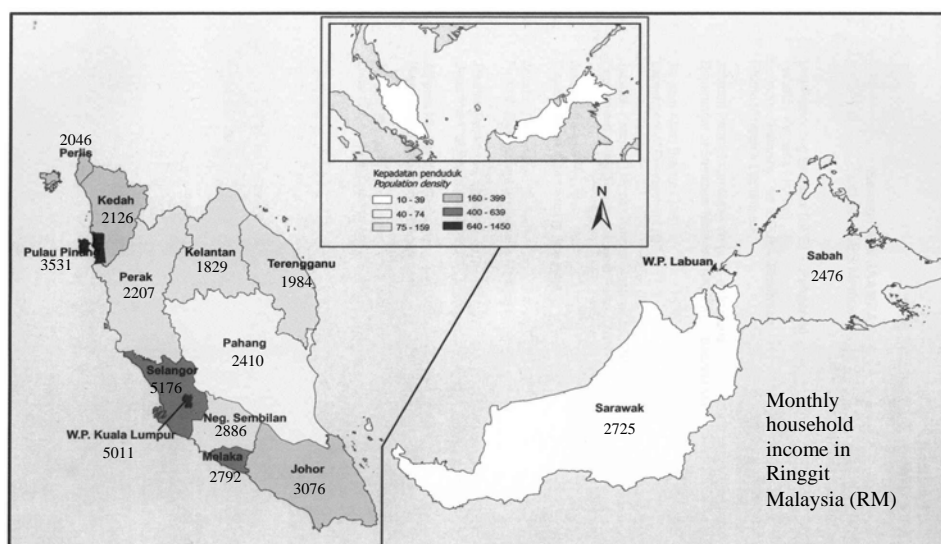 2046
Perlis
Kedah
2126
Pulau Pinang
3531
Perak
2207
Kelantan
1829
Terengganu
1984
Pahang
2410
Selangor
5176
W.P. Kuala Lumpur
5011
Neg. Sembilan
2886
Melaka
2792
Johor
3076
Kepadatan penduduk
Population density
10 - 39
40 - 74
75 - 159
160 - 399
400 - 639
640 - 1450
N
W.P. Labuan
Sabah
2476
Sarawak
2725
Monthly
household
income in
Ringgit
Malaysia (RM)